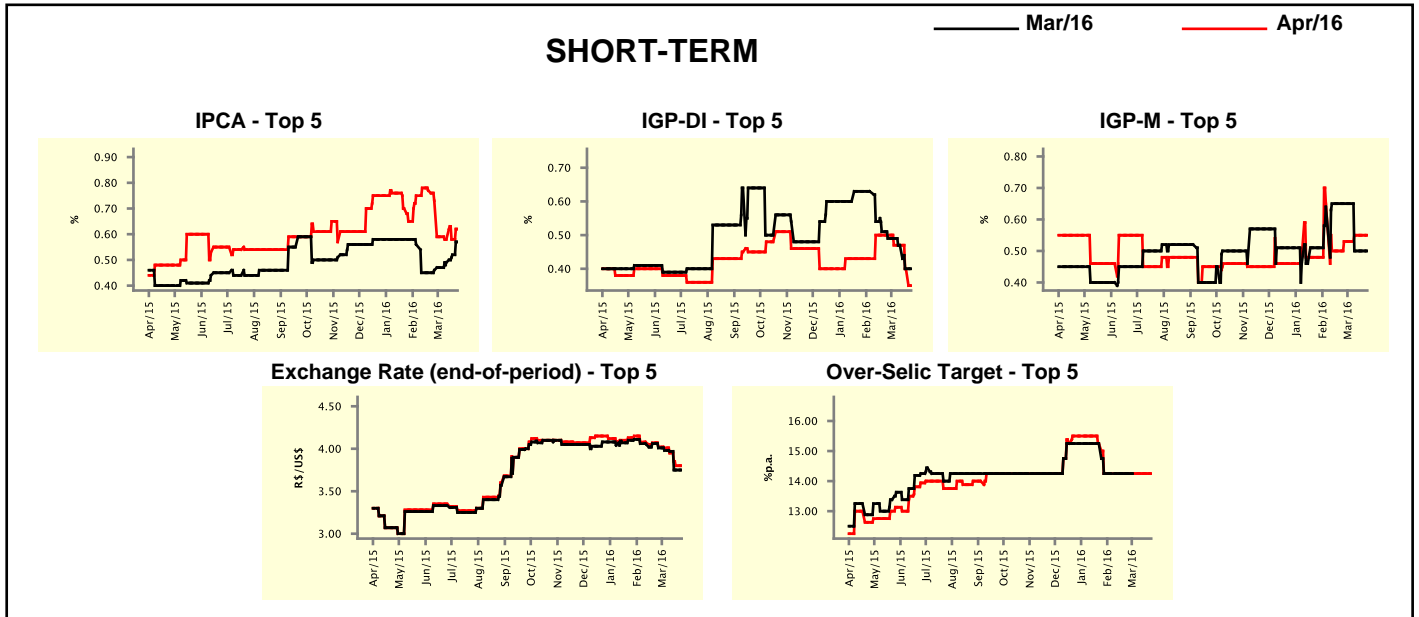 Mar/16 Apr/16
SHORT-TERM
IPCA - Top 5
0.90
0.80
0.70
0.60
0.50
0.40
%
Apr/15 May/15 Jun/15 Jul/15 Aug/15 Sep/15 Oct/15 Nov/15 Dec/15 Jan/16 Feb/16 Mar/16
IGP-DI - Top 5
0.70
0.60
0.50
0.40
%
Apr/15 May/15 Jun/15 Jul/15 Aug/15 Sep/15 Oct/15 Nov/15 Dec/15 Jan/16 Feb/16 Mar/16
IGP-M - Top 5
0.80
0.70
0.60
0.50
0.40
%
Apr/15 May/15 Jun/15 Jul/15 Aug/15 Sep/15 Oct/15 Nov/15 Dec/15 Jan/16 Feb/16 Mar/16
Exchange Rate (end-of-period) - Top 5
4.50
4.00
3.50
3.00
R$/US$
Apr/15 May/15 Jun/15 Jul/15 Aug/15 Sep/15 Oct/15 Nov/15 Dec/15 Jan/16 Feb/16 Mar/16
Over-Selic Target - Top 5
16.00
15.00
14.00
13.00
%p.a.
Apr/15 May/15 Jun/15 Jul/15 Aug/15 Sep/15 Oct/15 Nov/15 Dec/15 Jan/16 Feb/16 Mar/16